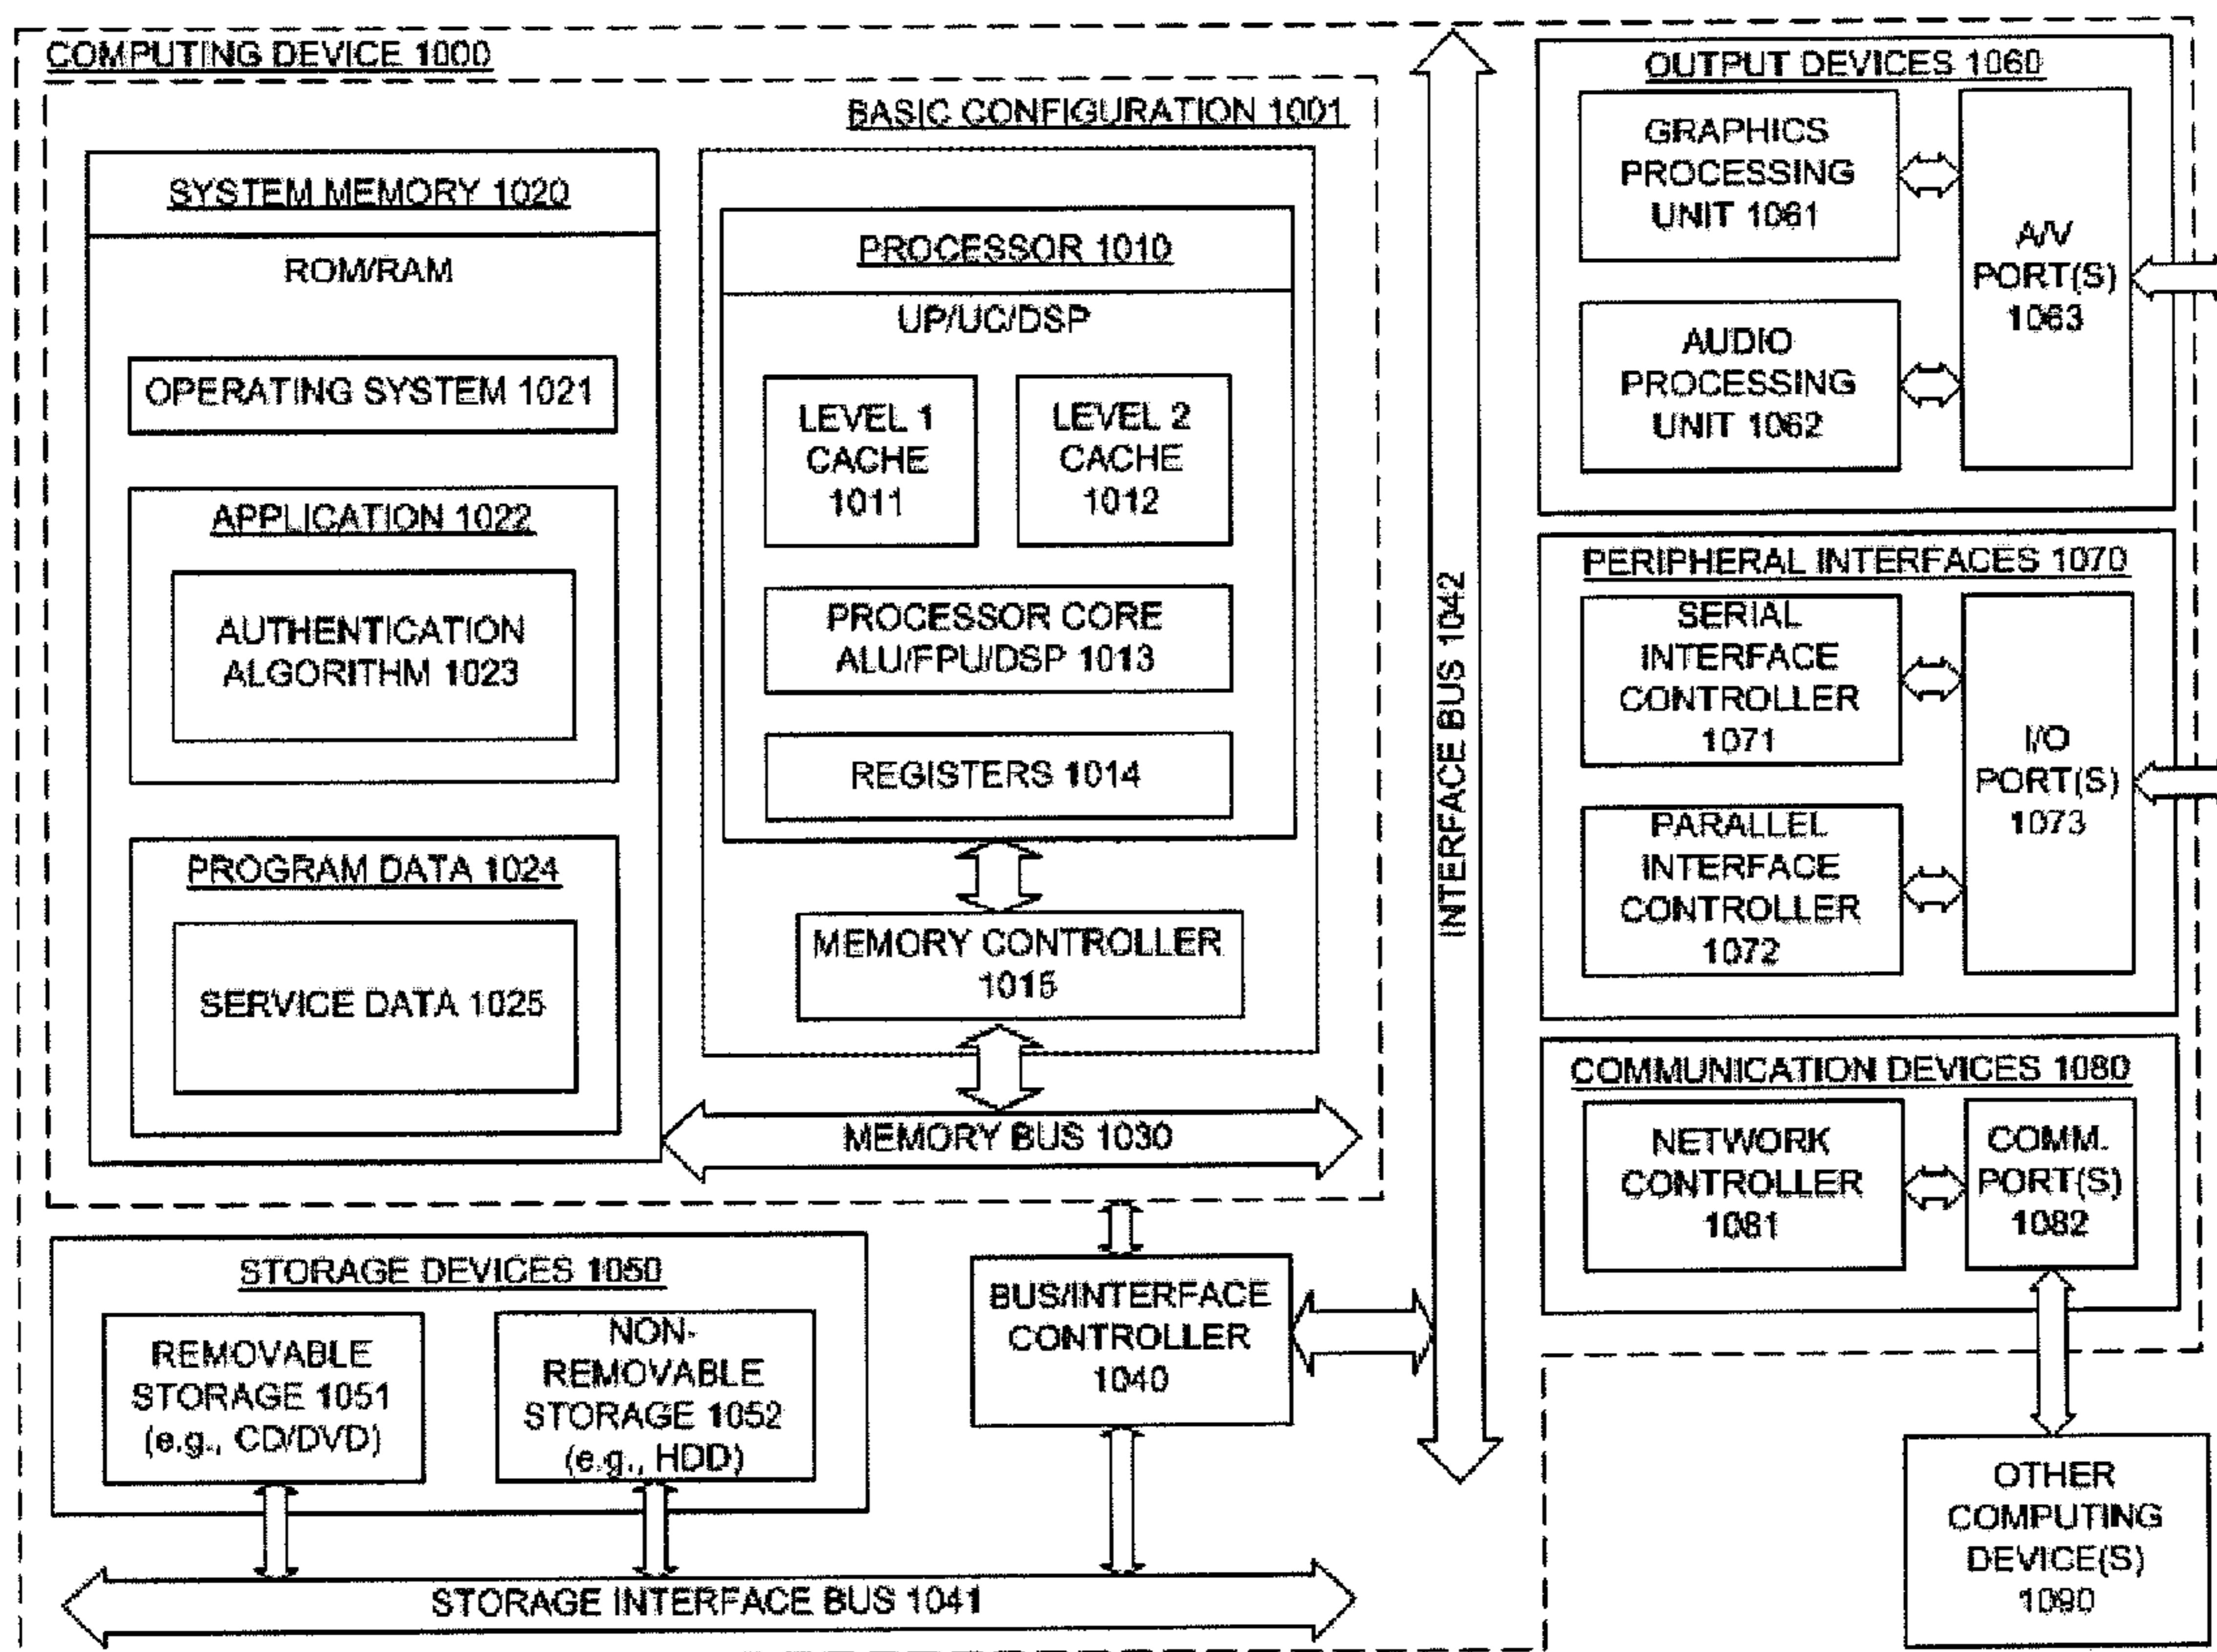 COMPUTING DEVICE 1000
BASIC CONFIGURATION 1001
SYSTEM MEMORY 1020
ROM/RAM
OPERATING SYSTEM 1021
APPLICATION 1022
AUTHENTICATION
ALGORITHM 1023
PROGRAM DATA 1024
SERVICE DATA 1025
PROCESSOR 1010
UP/UC/DSP
LEVEL 1
CACHE
1011
LEVEL 2
CACHE
1012
PROCESSOR CORE
ALU/FPU/DSP 1013
REGISTERS 1014
MEMORY CONTROLLER
1015
MEMORY BUS 1030
STORAGE DEVICES 1050
REMOVABLE
STORAGE 1051
(e.g., CD/DVD)
NON-
REMOVABLE
STORAGE 1052
(e.g., HDD)
BUS/INTERFACE
CONTROLLER
1040
STORAGE INTERFACE BUS 1041
INTERFACE BUS 1042
OUTPUT DEVICES 1060
GRAPHICS
PROCESSING
UNIT 1061
AUDIO
PROCESSING
UNIT 1062
A/V
PORT(S)
1063
PERIPHERAL INTERFACES 1070
SERIAL
INTERFACE
CONTROLLER
1071
PARALLEL
INTERFACE
CONTROLLER
1072
I/O
PORT(S)
1073
COMMUNICATION DEVICES 1080
NETWORK
CONTROLLER
1081
COMM.
PORT(S)
1082
OTHER
COMPUTING
DEVICE(S)
1090